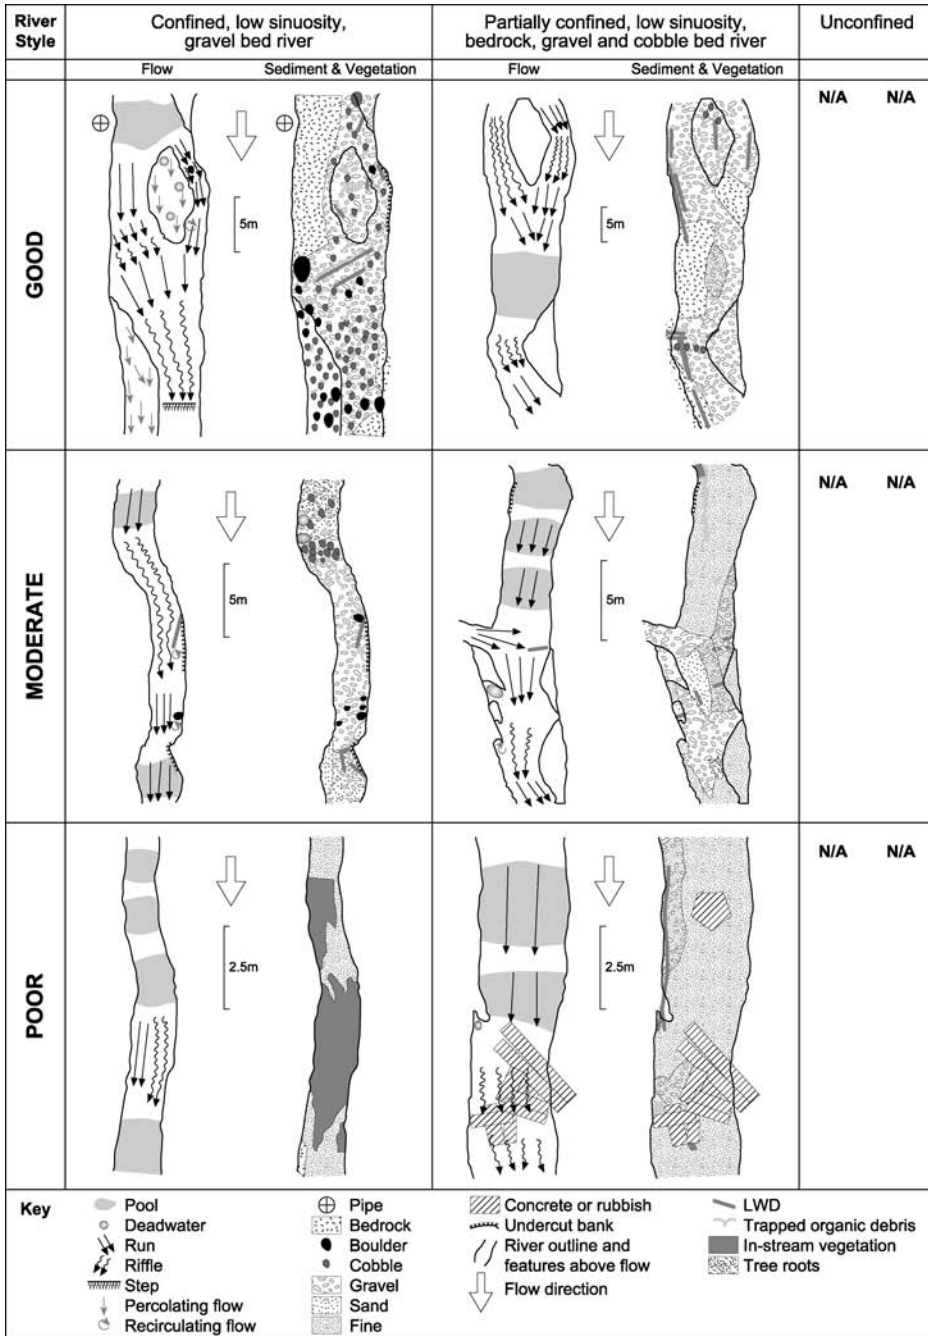 River Style
Confined, low sinuosity, gravel bed river
Partially confined, low sinuosity, bedrock, gravel and cobble bed river
Unconfined
Flow
Sediment & Vegetation
Flow
Sediment & Vegetation
GOOD
5m
5m
N/A
N/A
MODERATE
5m
5m
N/A
N/A
POOR
2.5m
2.5m
N/A
N/A
Key
Pool
Deadwater
Run
Riffle
Step
Percolating flow
Recirculating flow
Pipe
Bedrock
Boulder
Cobble
Gravel
Sand
Fine
Concrete or rubbish
Undercut bank
River outline and
features above flow
Flow direction
LWD
Trapped organic debris
In-stream vegetation
Tree roots